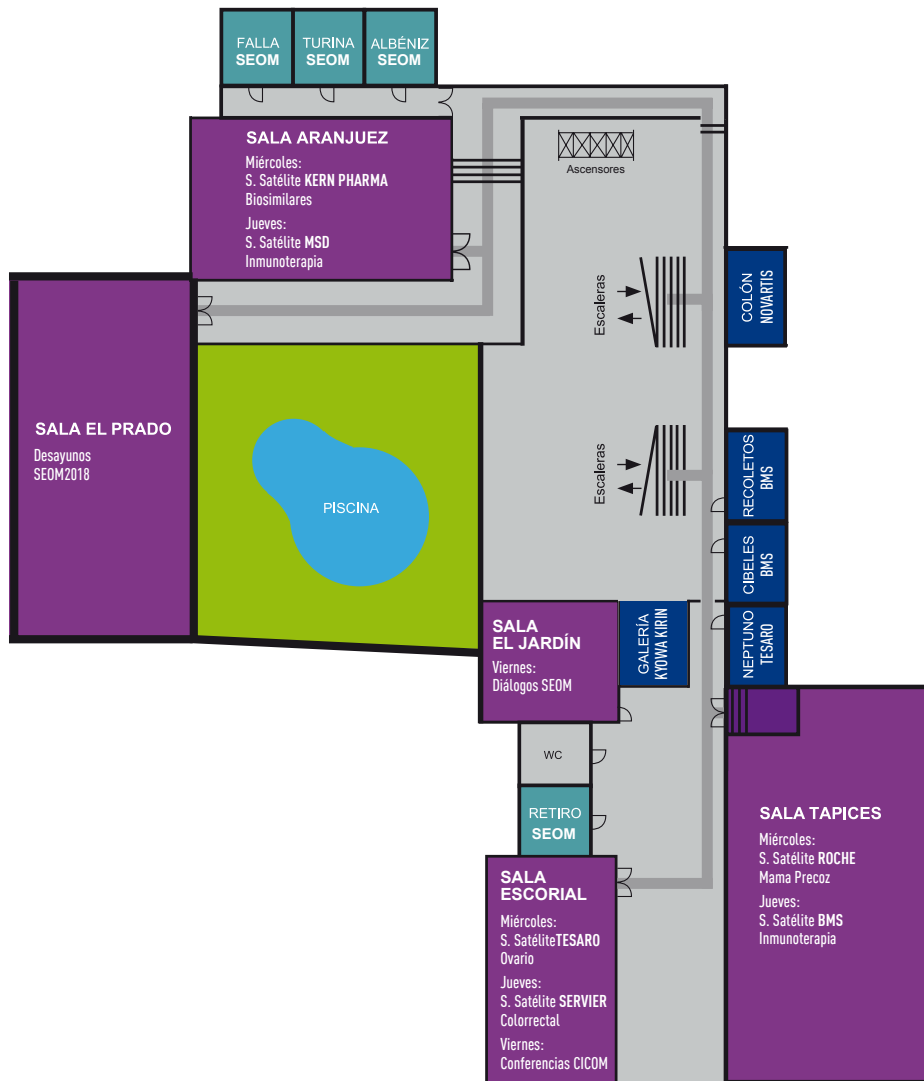 FALLA
SEOM
TURINA
SEOM
ALBÉNIZ
SEOM
SALA ARANJUEZ
Miércoles:
S. Satélite KERN PHARMA
Biosimilares
Jueves:
S. Satélite MSD
Inmunoterapia
Ascensores
Escaleras
COLÓN
NOVARTIS
SALA EL PRADO
Desayunos
SEOM2018
PISCINA
Escaleras
RECOLETOS
BMS
CIBELES
BMS
NEPTUNO
TESARO
SALA
EL JARDÍN
Viernes:
Diálogos SEOM
GALERÍA
KYOWA KIRIN
WC
RETIRO
SEOM
SALA
ESCORIAL
Miércoles:
S. SatéliteTESARO
Ovario
Jueves:
S. Satélite SERVIER
Colorrectal
Viernes:
Conferencias CICOM
SALA TAPICES
Miércoles:
S. Satélite ROCHE
Mama Precoz
Jueves:
S. Satélite BMS
Inmunoterapia